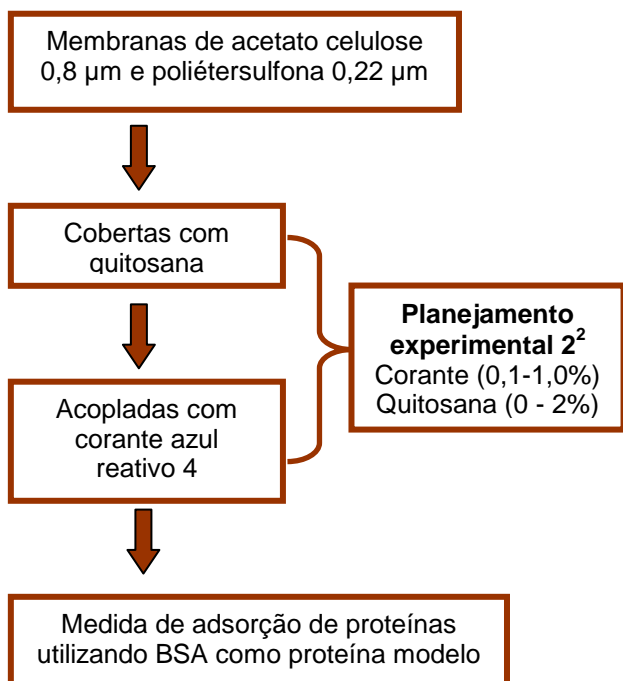 Membranas de acetato celulose
0,8 µm e poliétersulfona 0,22 µm
Cobertas com
quitosana
Planejamento
experimental 2²
Corante (0,1-1,0%)
Quitosana (0 - 2%)
Acopladas com
corante azul
reativo 4
Medida de adsorção de proteínas
utilizando BSA como proteína modelo